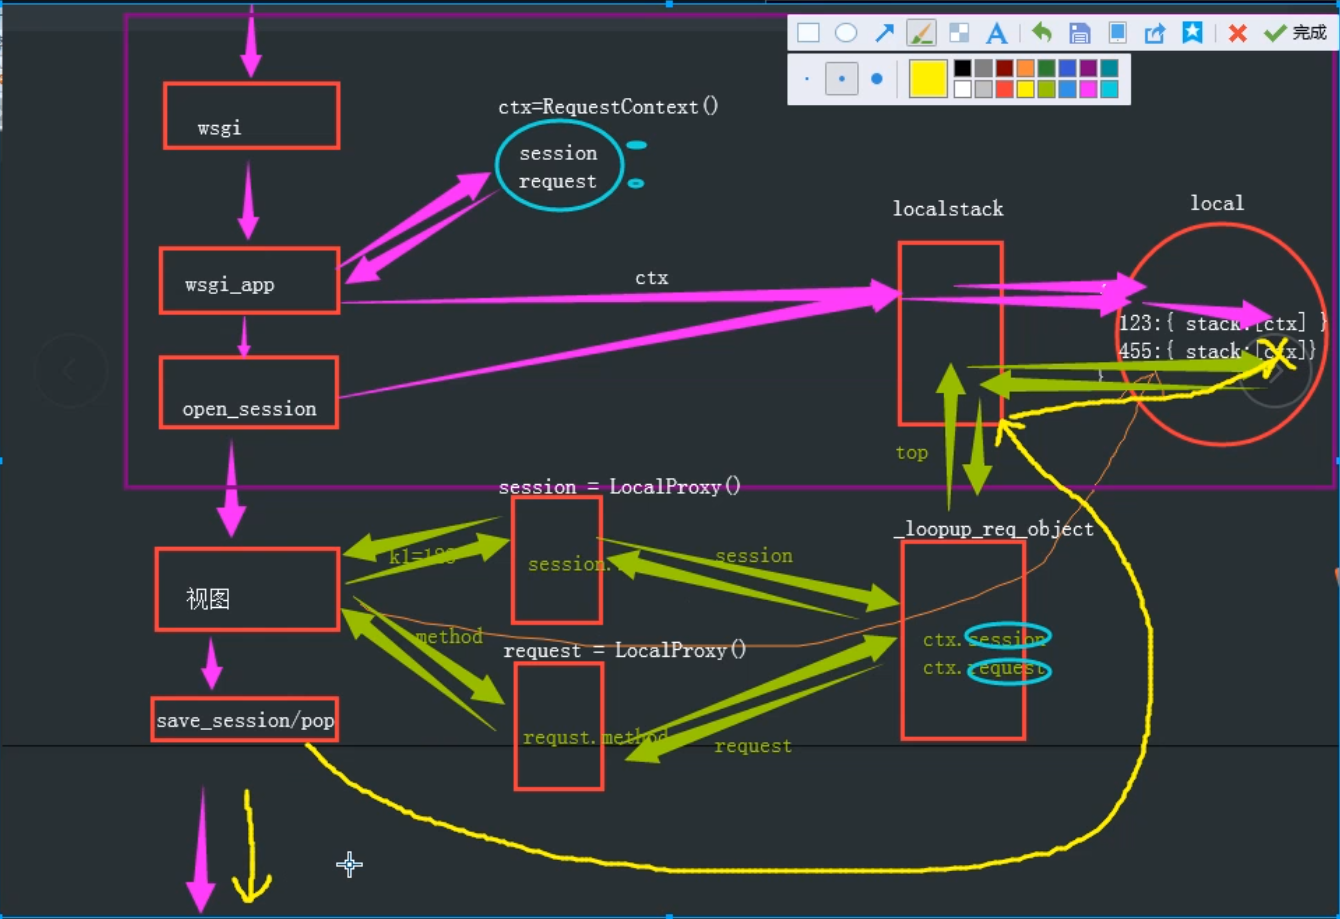 完成
wsgi
ctx=RequestContext()
session
request
localstack
local
wsgi_app
ctx
123:{ stack:[ctx] }
455:{ stack:[ctx]}
}
open_session
top
session = LocalProxy()
_loopup_req_object
k1=123
session.
session
视图
method
request = LocalProxy()
ctx.session
ctx.request
save_session/pop
requst.method
request